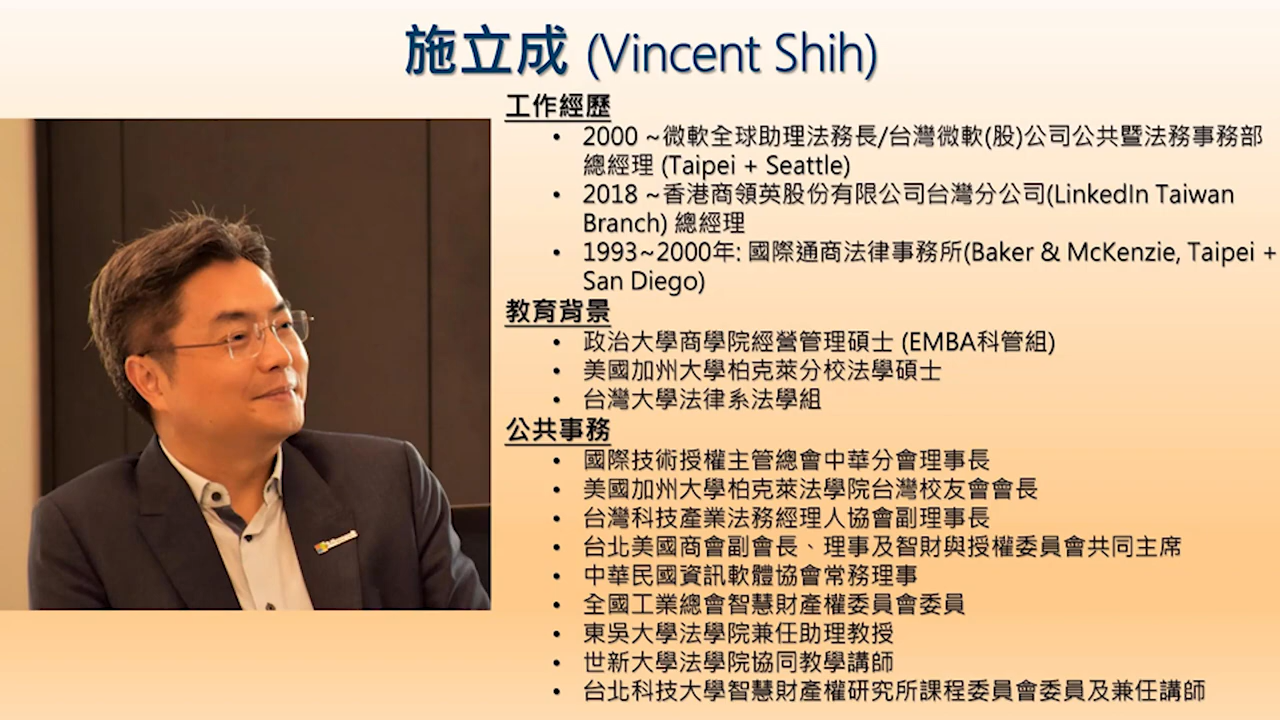 施立成 (Vincent Shih)
工作經歷
• 2000 ~微軟全球助理法務長/台灣微軟(股)公司公共暨法務事務部
總經理 (Taipei + Seattle)
• 2018 ~香港商領英股份有限公司台灣分公司(LinkedIn Taiwan
Branch) 總經理
• 1993~2000年: 國際通商法律事務所(Baker & McKenzie, Taipei +
San Diego)
教育背景
• 政治大學商學院經營管理碩士 (EMBA科管組)
• 美國加州大學柏克萊分校法學碩士
• 台灣大學法律系法學組
公共事務
• 國際技術授權主管總會中華分會理事長
• 美國加州大學柏克萊法學院台灣校友會會長
• 台灣科技產業法務經理人協會副理事長
• 台北美國商會副會長、理事及智財與授權委員會共同主席
• 中華民國資訊軟體協會常務理事
• 全國工業總會智慧財產權委員會委員
• 東吳大學法學院兼任助理教授
• 世新大學法學院協同教學講師
• 台北科技大學智慧財產權研究所課程委員會委員及兼任講師